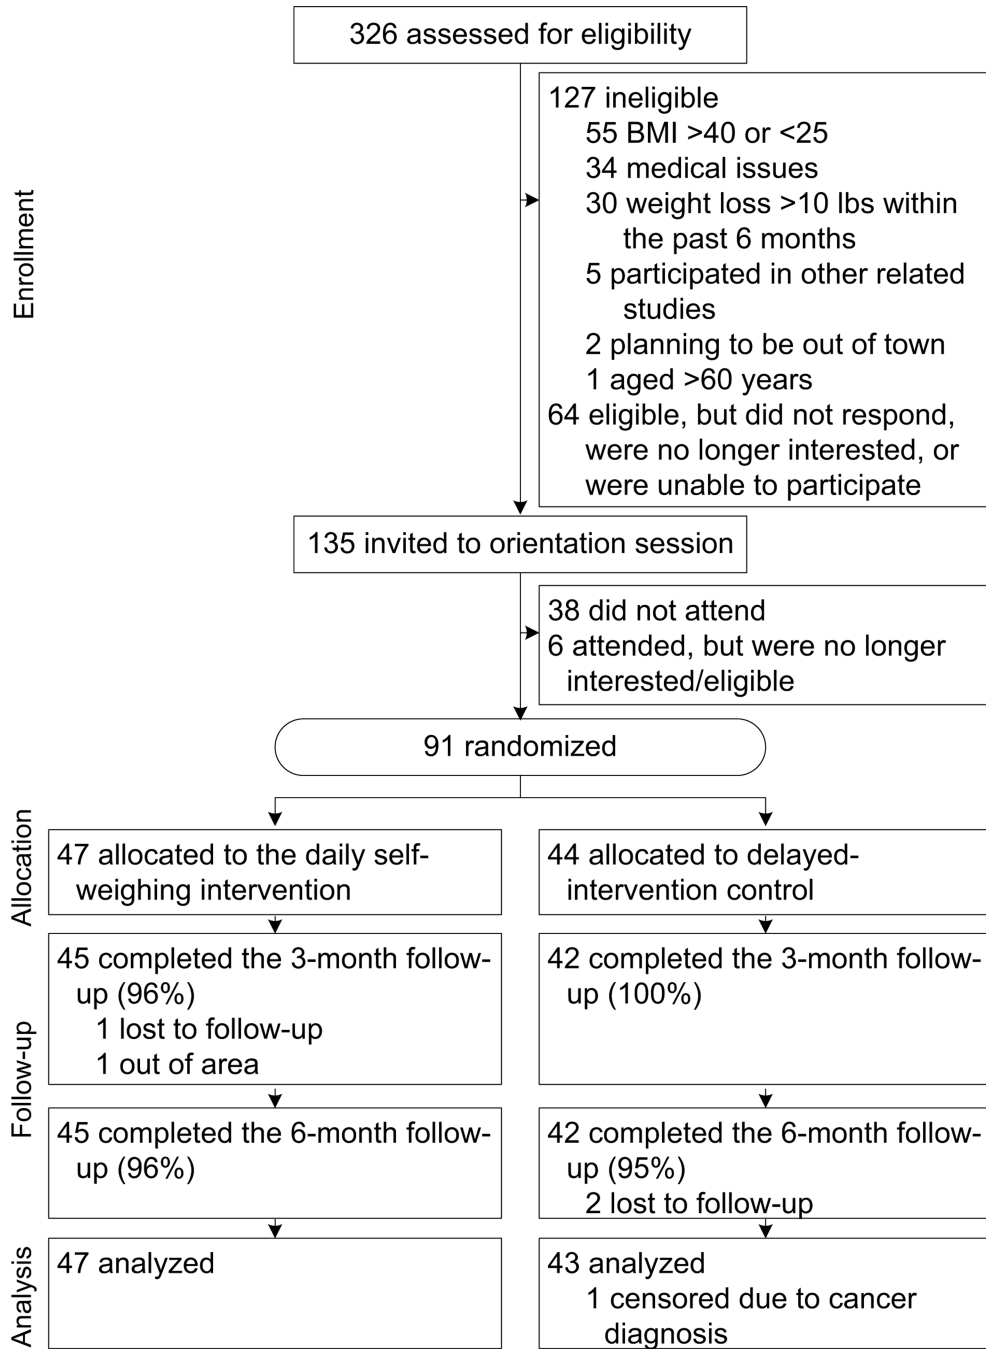 326 assessed for eligibility
Enrollment
127 ineligible
55 BMI >40 or <25
34 medical issues
30 weight loss >10 lbs within
the past 6 months
5 participated in other related
studies
2 planning to be out of town
1 aged >60 years
64 eligible, but did not respond,
were no longer interested, or
were unable to participate
135 invited to orientation session
38 did not attend
6 attended, but were no longer
interested/eligible
91 randomized
Allocation
47 allocated to the daily self-
weighing intervention
44 allocated to delayed-
intervention control
Follow-up
45 completed the 3-month follow-
up (96%)
1 lost to follow-up
1 out of area
42 completed the 3-month follow-
up (100%)
45 completed the 6-month follow-
up (96%)
42 completed the 6-month follow-
up (95%)
2 lost to follow-up
Analysis
47 analyzed
43 analyzed
1 censored due to cancer
diagnosis